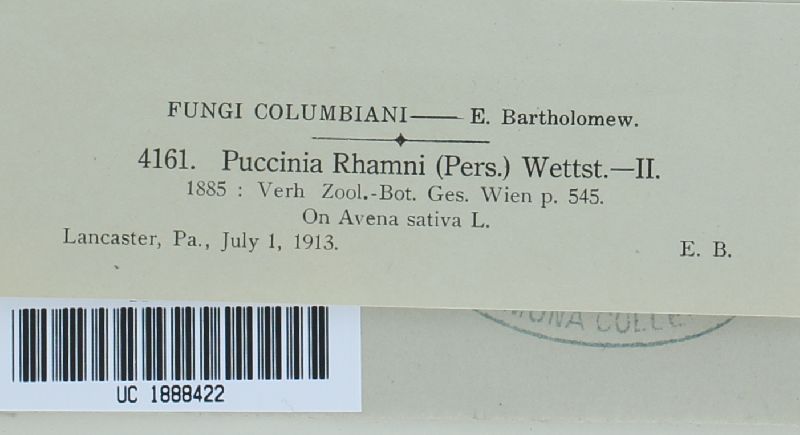 FUNGI COLUMBIANI—— E. Bartholomew.
4161. Puccinia Rhamni (Pers.) Wettst.—II.
1885 : Verh Zool.-Bot. Ges. Wien p. 545.
On Avena sativa L.
Lancaster, Pa., July 1, 1913.
E. B.
UC 1888422